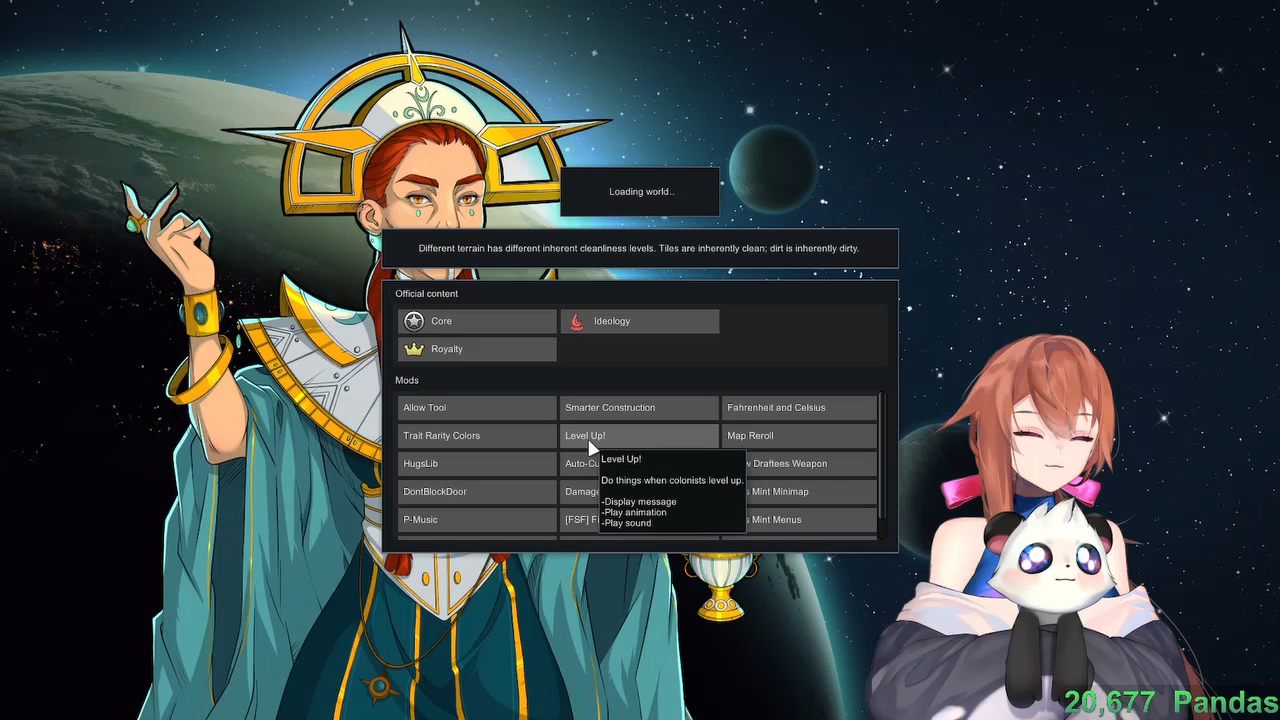 Loading world..
Different terrain has different inherent cleanliness levels. Tiles are inherently clean; dirt is inherently dirty.
Official content
Core
Ideology
Royalty
Mods
Allow Tool
Smarter Construction
Fahrenheit and Celsius
Trait Rarity Colors
Level Up!
Map Reroll
HugsLib
Draftees Weapon
Level Up!
Do things when colonists level up.
-Display message
-Play animation
-Play sound
DontBlockDoor
Mint Minimap
P-Music
[FSF]
Mint Menus
20,677 Pandas